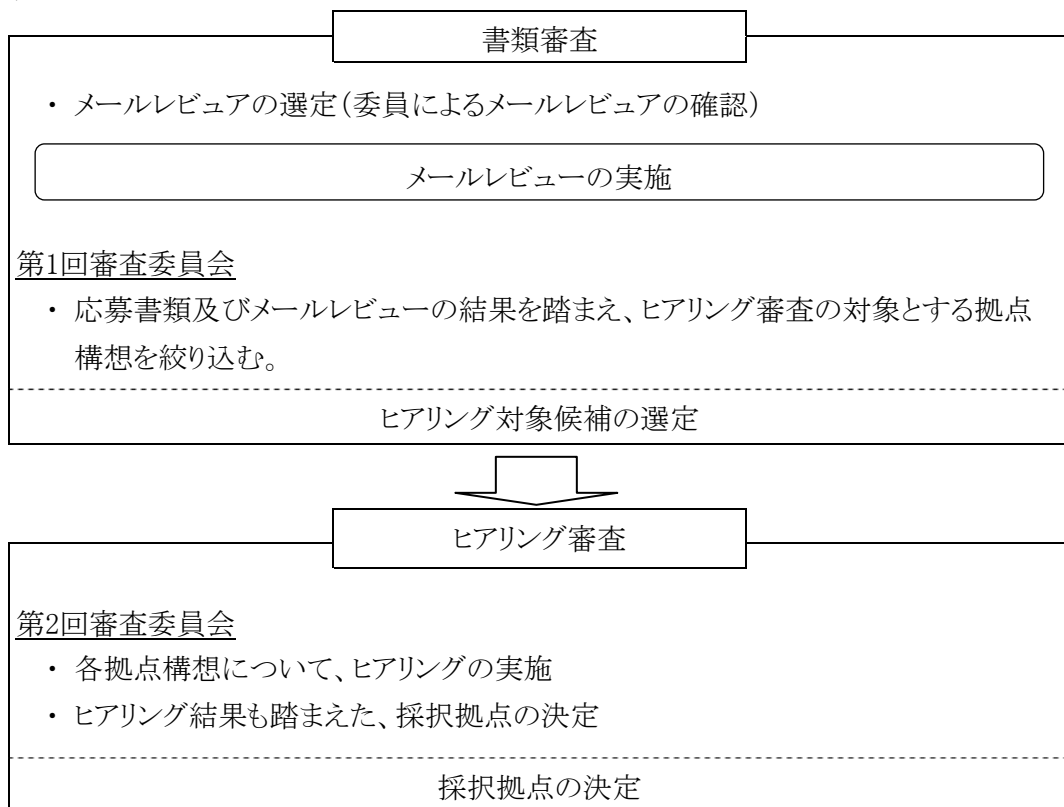 書類審査
・ メールレビュアの選定(委員によるメールレビュアの確認)
メールレビューの実施
第1回審査委員会
・ 応募書類及びメールレビューの結果を踏まえ、ヒアリング審査の対象とする拠点
構想を絞り込む。
ヒアリング対象候補の選定
ヒアリング審査
第2回審査委員会
・ 各拠点構想について、ヒアリングの実施
・ ヒアリング結果も踏まえた、採択拠点の決定
採択拠点の決定